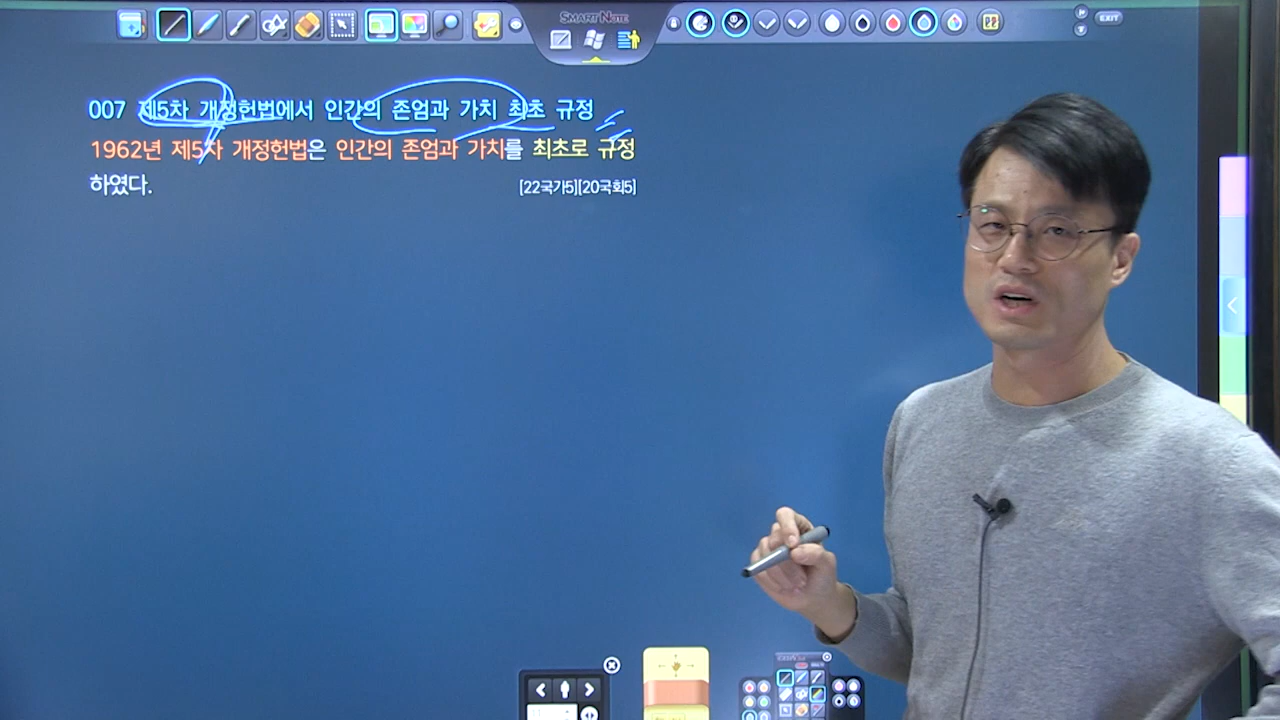 SMART NOTE
EXIT
007 제5차 개정헌법에서 인간의 존엄과 가치 최초 규정
1962년 제5차 개정헌법은 인간의 존엄과 가치를 최초로 규정
하였다.
[22국가5][20국회5]